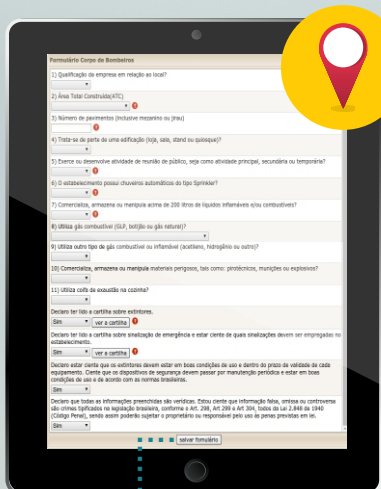 Formulário Corpo de Bombeiros
1) Qualificação da empresa em relação ao local?
2) Área Total Construída(ATC)
3) Número de pavimentos (inclusive mezanino ou jirau)
4) Trata-se de parte de uma edificação (loja, sala, stand ou quiosque)?
5) Exerce ou desenvolve atividade de reunião de público, seja como atividade principal, secundária ou temporária?
6) O estabelecimento possui chuveiros automáticos do tipo Sprinkler?
7) Comercializa, armazena ou manipula acima de 200 litros de líquidos inflamáveis e/ou combustíveis?
8) Utiliza gás combustível (GLP, botijão ou gás natural)?
9) Utiliza outro tipo de gás combustível ou inflamável (acetileno, hidrogênio ou outro)?
10) Comercializa, armazena ou manipula materiais perigosos, tais como: pirotécnicos, munições ou explosivos?
11) Utiliza coifa de exaustão na cozinha?
Declaro ter lido a cartilha sobre extintores.
Sim ver a cartilha
Declaro ter lido a cartilha sobre sinalização de emergência e estar ciente de quais sinalizações devem ser empregadas no
estabelecimento.
Sim ver a cartilha
Declaro estar ciente que os extintores devem estar em boas condições de uso e dentro do prazo de validade de cada
equipamento. Ciente que os dispositivos de segurança devem passar por manutenção periódica e estar em boas
condições de uso e de acordo com as normas brasileiras.
Sim
Declaro que todas as informações preenchidas são verídicas. Estou ciente que informação falsa, omissa ou controversa
são crimes tipificados na legislação brasileira, conforme o Art. 298, Art 299 e Art 304, todos da Lei 2.848 de 1940
(Código Penal), sendo assim poderão sujeitar o proprietário ou responsável pelo uso às penas previstas em lei.
Sim
salvar fomulário